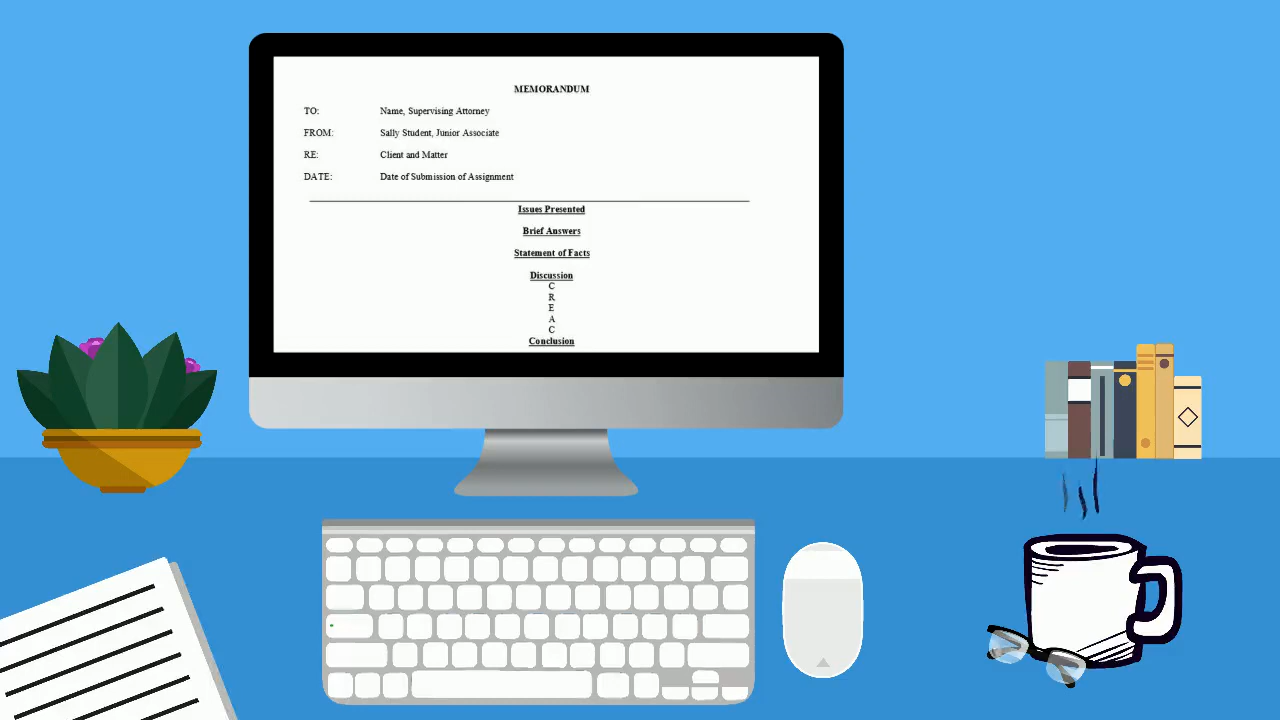 MEMORANDUM
TO: Name, Supervising Attorney
FROM: Sally Student, Junior Associate
RE: Client and Matter
DATE: Date of Submission of Assignment
Issues Presented
Brief Answers
Statement of Facts
Discussion
C
R
E
A
C
Conclusion